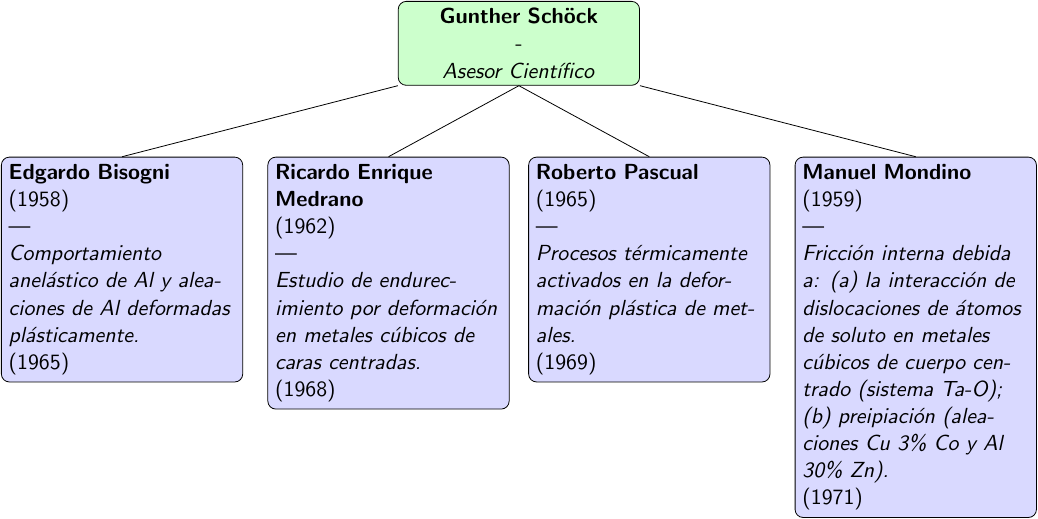 Gunther Schöck
-
Asesor Científico
Edgardo Bisogni
(1958)
—
Comportamiento
anelástico de Al y alea-
ciones de Al deformadas
plásticamente.
(1965)
Ricardo Enrique
Medrano
(1962)
—
Estudio de endurec-
imiento por deformación
en metales cúbicos de
caras centradas.
(1968)
Roberto Pascual
(1965)
—
Procesos térmicamente
activados en la defor-
mación plástica de met-
ales.
(1969)
Manuel Mondino
(1959)
—
Fricción interna debida
a: (a) la interacción de
dislocaciones de átomos
de soluto en metales
cúbicos de cuerpo cen-
trado (sistema Ta-O);
(b) preipiación (alea-
ciones Cu 3% Co y Al
30% Zn).
(1971)